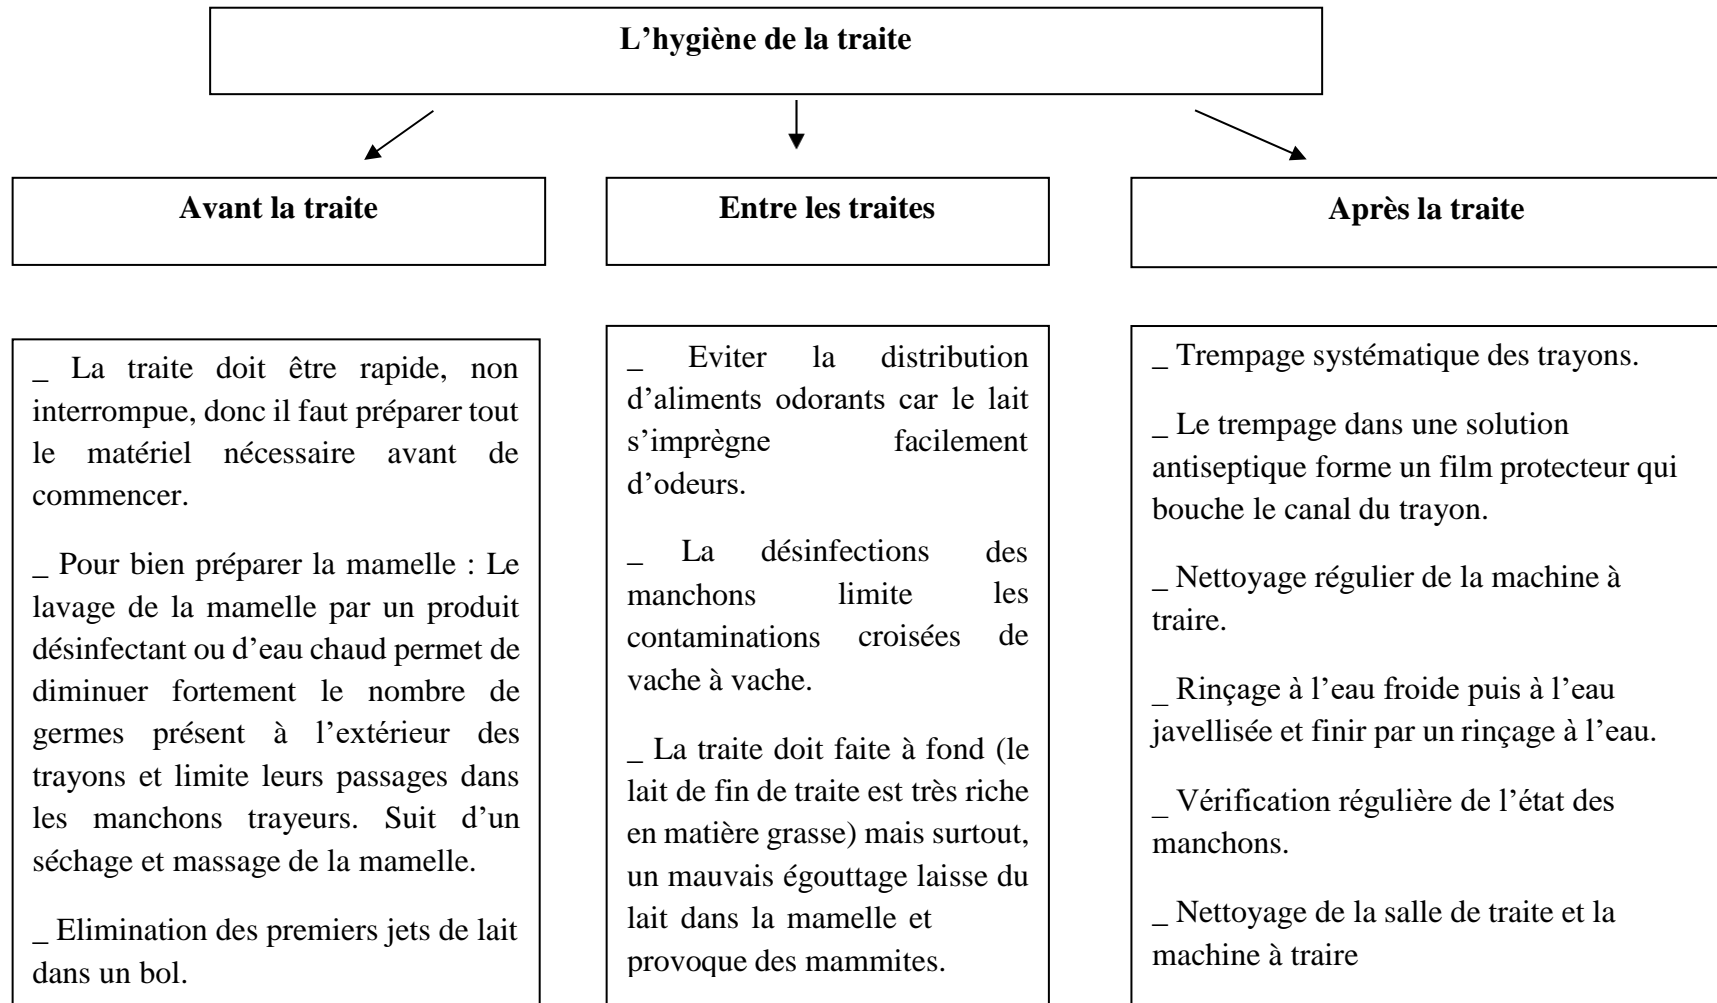 L’hygiène de la traite
Avant la traite
Entre les traites
Après la traite
_ La traite doit être rapide, non
interrompue, donc il faut préparer tout
le matériel nécessaire avant de
commencer.
_ Pour bien préparer la mamelle : Le
lavage de la mamelle par un produit
désinfectant ou d’eau chaud permet de
diminuer fortement le nombre de
germes présent à l’extérieur des
trayons et limite leurs passages dans
les manchons trayeurs. Suit d’un
séchage et massage de la mamelle.
_ Elimination des premiers jets de lait
dans un bol.
_ Eviter la distribution
d’aliments odorants car le lait
s’imprègne facilement
d’odeurs.
_ La désinfections des
manchons limite les
contaminations croisées de
vache à vache.
_ La traite doit faite à fond (le
lait de fin de traite est très riche
en matière grasse) mais surtout,
un mauvais égouttage laisse du
lait dans la mamelle et
provoque des mammites.
_ Trempage systématique des trayons.
_ Le trempage dans une solution
antiseptique forme un film protecteur qui
bouche le canal du trayon.
_ Nettoyage régulier de la machine à
traire.
_ Rinçage à l’eau froide puis à l’eau
javellisée et finir par un rinçage à l’eau.
_ Vérification régulière de l’état des
manchons.
_ Nettoyage de la salle de traite et la
machine à traire